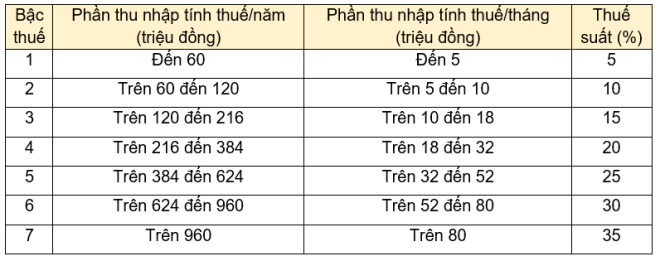 Bậc thuế Phần thu nhập tính thuế/năm (triệu đồng) Phần thu nhập tính thuế/tháng (triệu đồng) Thuế suất (%)
1 Đến 60 Đến 5 5
2 Trên 60 đến 120 Trên 5 đến 10 10
3 Trên 120 đến 216 Trên 10 đến 18 15
4 Trên 216 đến 384 Trên 18 đến 32 20
5 Trên 384 đến 624 Trên 32 đến 52 25
6 Trên 624 đến 960 Trên 52 đến 80 30
7 Trên 960 Trên 80 35